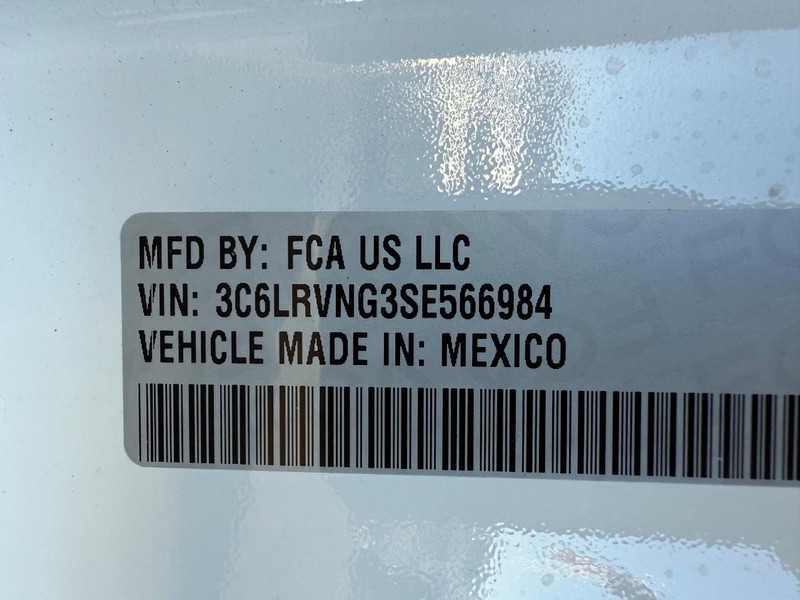 MFD BY: FCA US LLC
VIN: 3C6LRVNG3SE566984
VEHICLE MADE IN: MEXICO